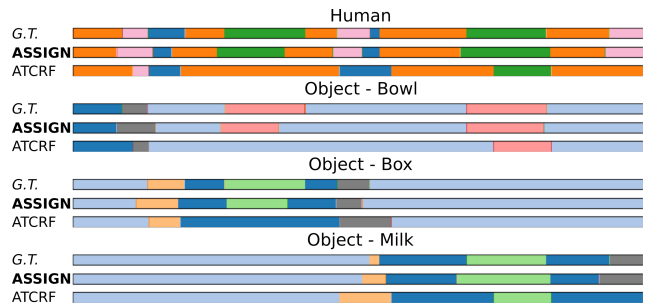 Human
G.T.
ASSIGN
ATCRF
Object - Bowl
G.T.
ASSIGN
ATCRF
Object - Box
G.T.
ASSIGN
ATCRF
Object - Milk
G.T.
ASSIGN
ATCRF